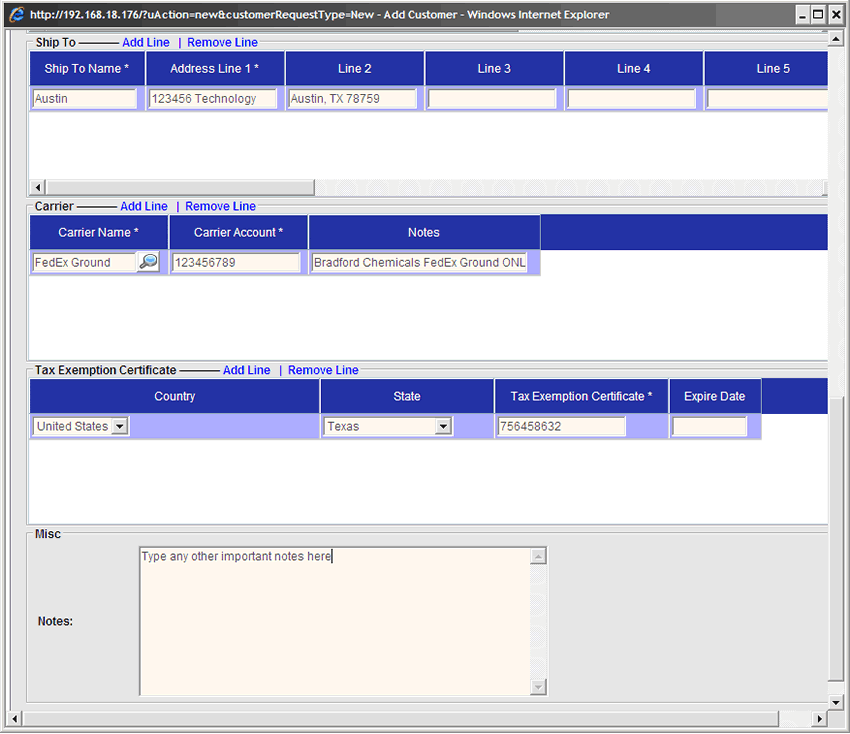 http://192.168.18.176/?uAction=new&customerRequestType=New - Add Customer - Windows Internet Explorer
Ship To Add Line | Remove Line
Ship To Name * Address Line 1 * Line 2 Line 3 Line 4 Line 5
Austin 123456 Technology Austin, TX 78759
Carrier Add Line | Remove Line
Carrier Name * Carrier Account * Notes
FedEx Ground 123456789 Bradford Chemicals FedEx Ground ONL
Tax Exemption Certificate Add Line | Remove Line
Country State Tax Exemption Certificate * Expire Date
United States Texas 756458632
Misc
Type any other important notes here
Notes: